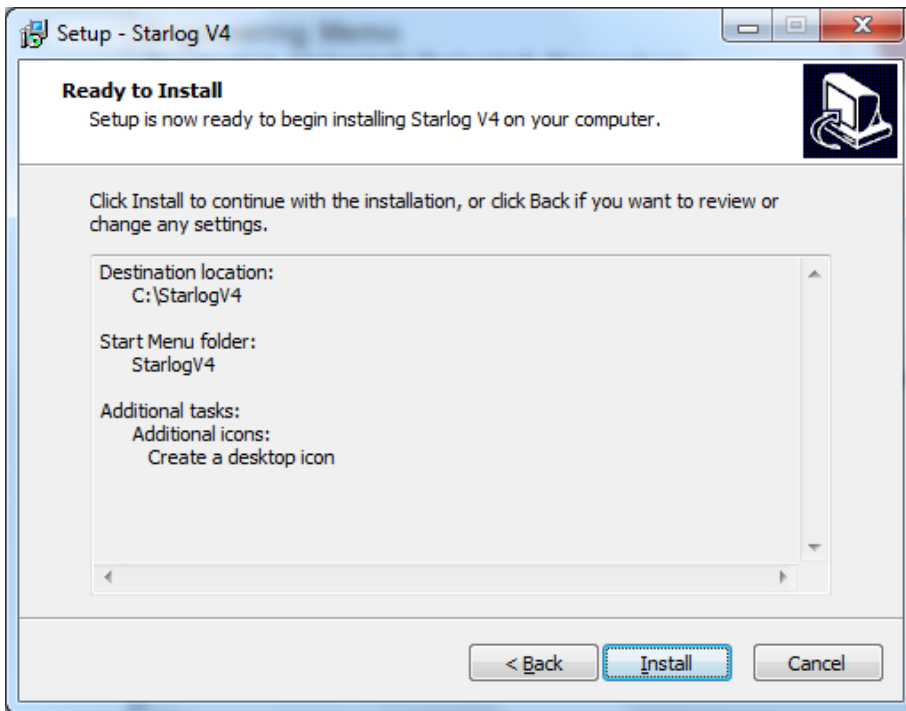 Setup - Starlog V4
Ready to Install
Setup is now ready to begin installing Starlog V4 on your computer.
Click Install to continue with the installation, or click Back if you want to review or
change any settings.
Destination location:
C:\StarlogV4
Start Menu folder:
StarlogV4
Additional tasks:
Additional icons:
Create a desktop icon
< Back
Install
Cancel